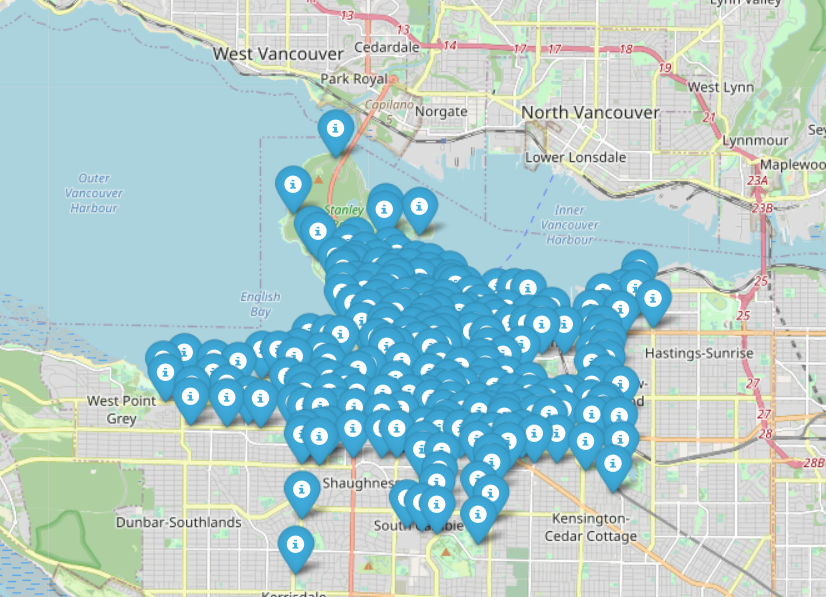 Lynn Valley
13
13
West Vancouver
Cedardale
14
17
17
18
19
Park Royal
West Lynn
Capilano
5
Norgate
North Vancouver
21
Lynnmour
Lower Lonsdale
Maplewoo
23A
Outer
Vancouver
Harbour
Stanley
23B
Inner
Vancouver
Harbour
English
Bay
25
25
Hastings-Sunrise
27
West Point
Grey
27
28
28B
Shaughness
Dunbar-Southlands
South Cambie
Kensington-
Cedar Cottage
Kerrisdale